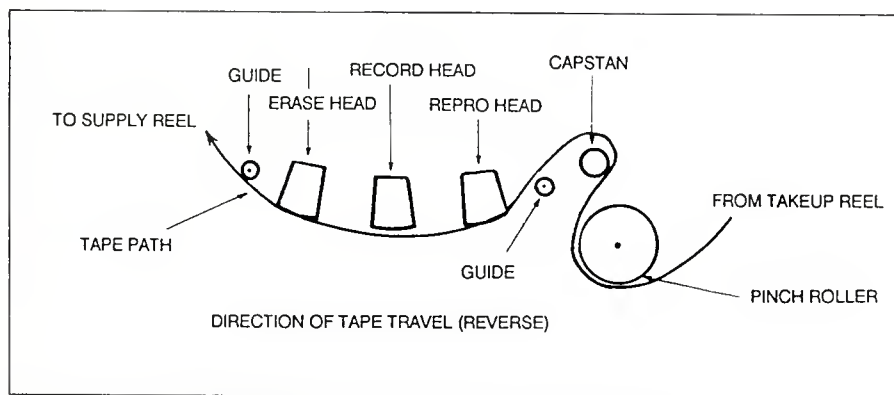 GUIDE
ERASE HEAD
RECORD HEAD
REPRO HEAD
CAPSTAN
TO SUPPLY REEL
FROM TAKEUP REEL
TAPE PATH
GUIDE
PINCH ROLLER
DIRECTION OF TAPE TRAVEL (REVERSE)